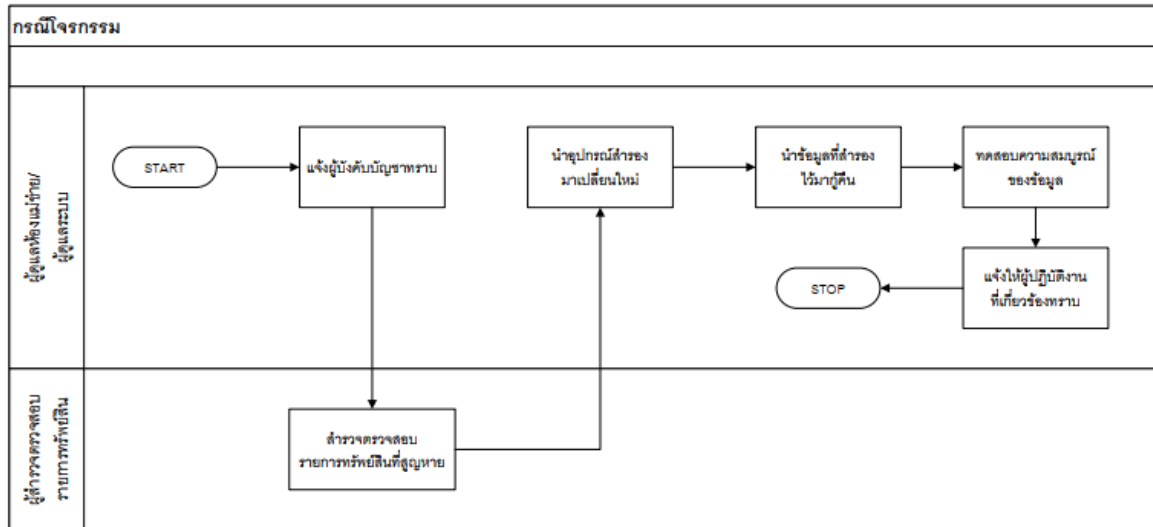 กรณีโจรกรรม
ผู้ดูแลห้องแม่ข่าย/
ผู้ดูแลระบบ
START
แจ้งผู้บังคับบัญชาทราบ
นำอุปกรณ์สำรอง
มาเปลี่ยนใหม่
นำข้อมูลที่สำรอง
ไว้มากู้คืน
ทดสอบความสมบูรณ์
ของข้อมูล
STOP
แจ้งให้ผู้ปฏิบัติงาน
ที่เกี่ยวข้องทราบ
ผู้สำรวจตรวจสอบ
รายการทรัพย์สิน
สำรวจตรวจสอบ
รายการทรัพย์สินที่สูญหาย